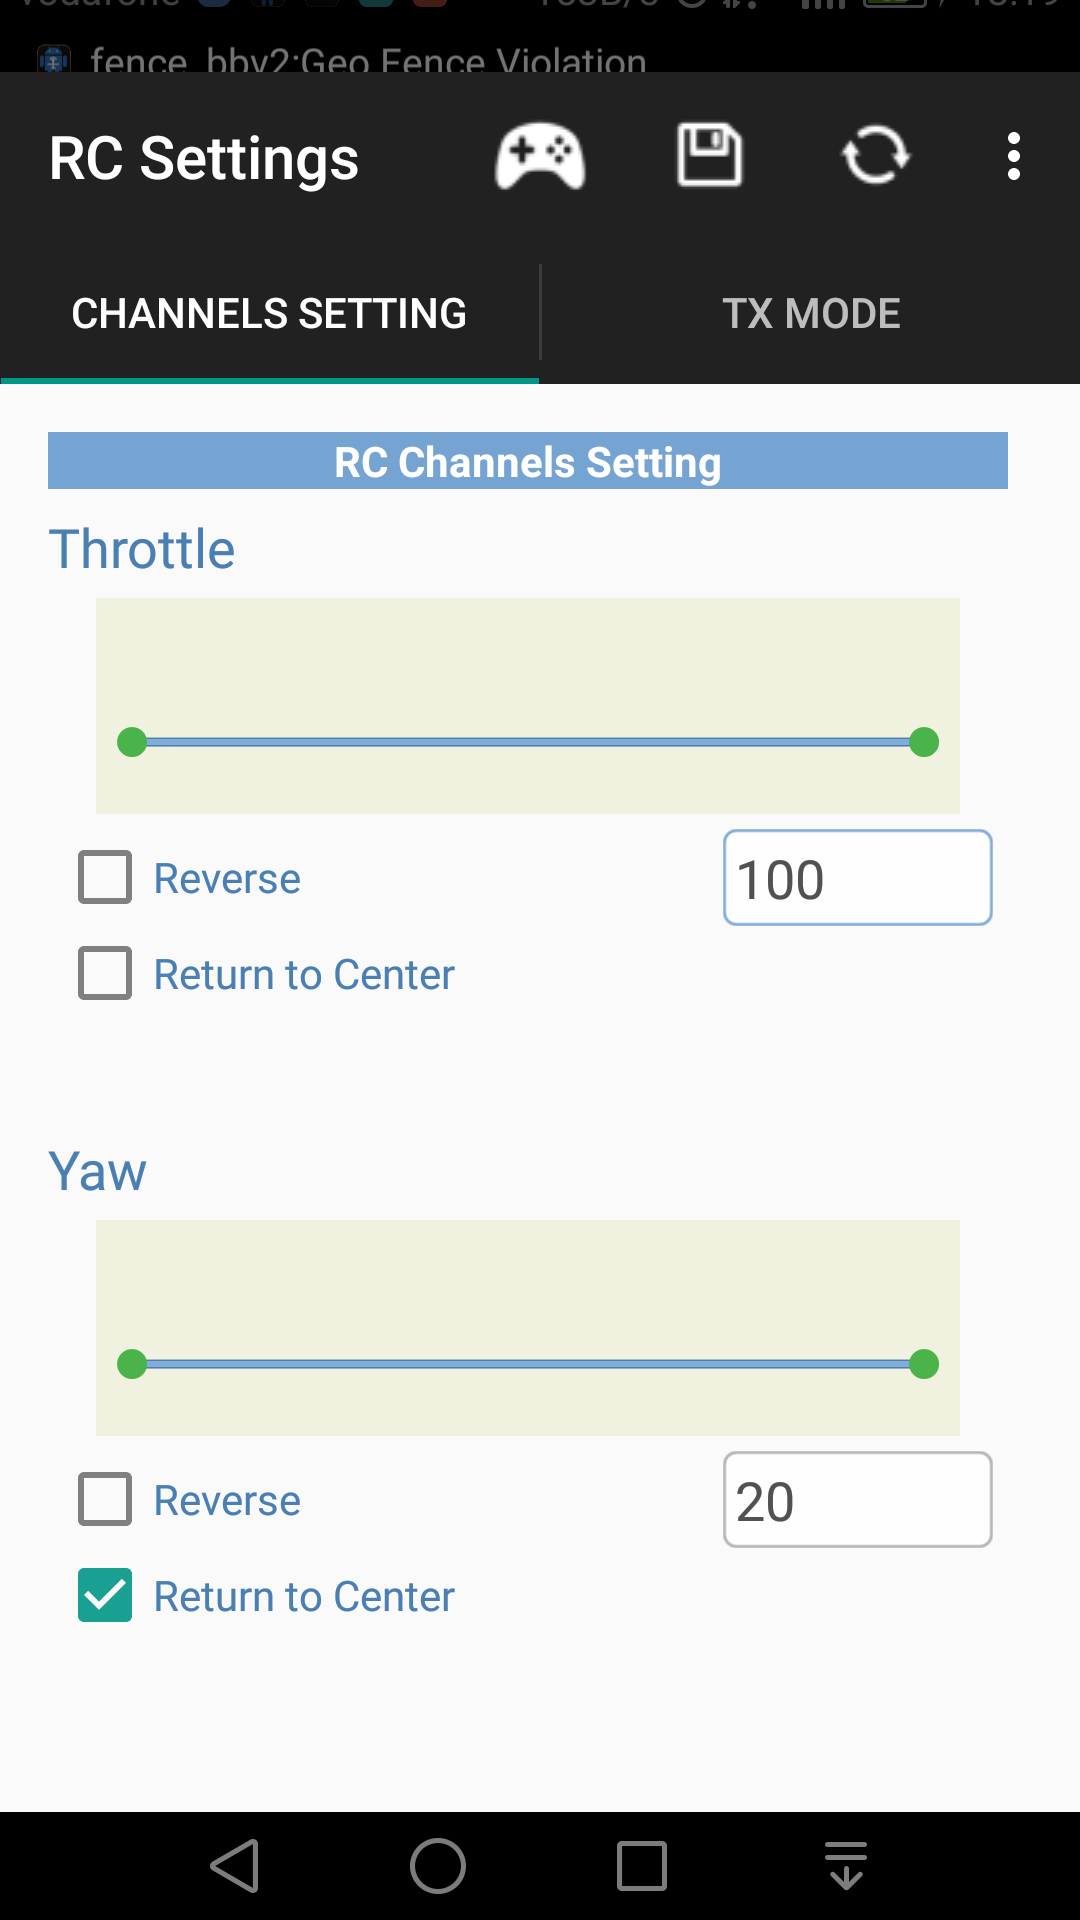 vodafone
fence_bbv2:Geo Fence Violation
RC Settings
CHANNELS SETTING
TX MODE
RC Channels Setting
Throttle
Reverse
100
Return to Center
Yaw
Reverse
20
Return to Center